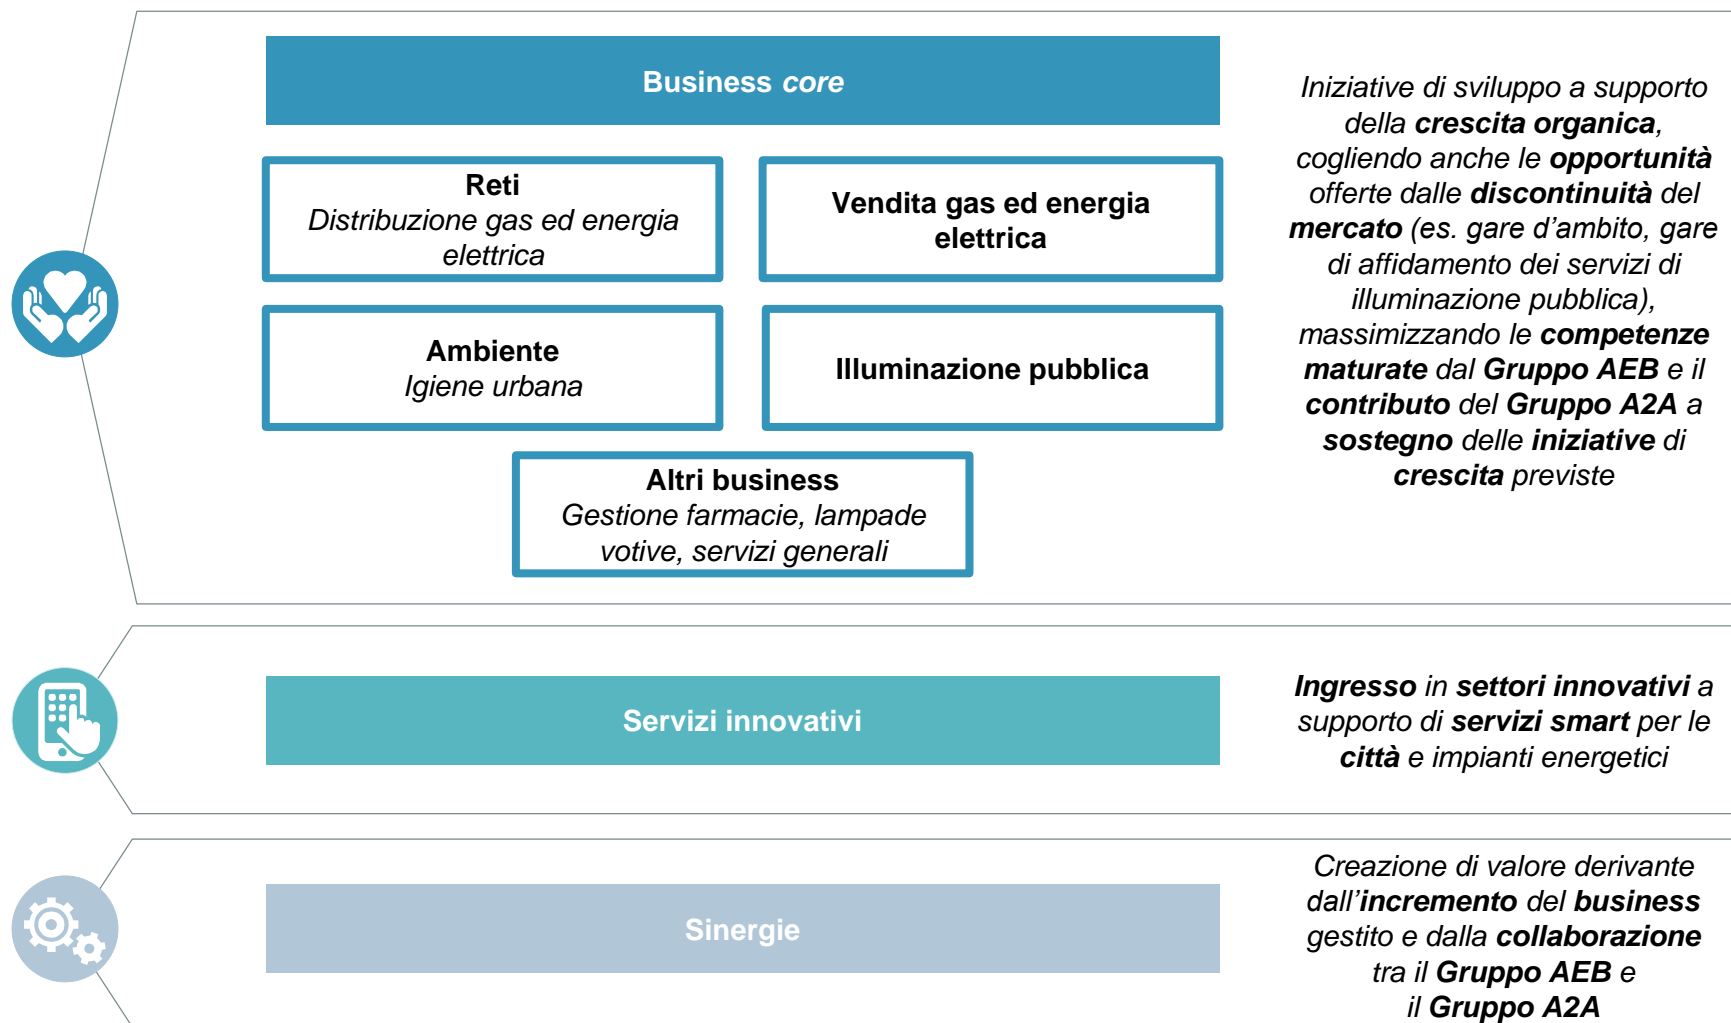 Business core
Reti
Distribuzione gas ed energia
elettrica
Vendita gas ed energia
elettrica
Ambiente
Igiene urbana
Illuminazione pubblica
Altri business
Gestione farmacie, lampade
votive, servizi generali
Iniziative di sviluppo a supporto
della crescita organica,
cogliendo anche le opportunità
offerte dalle discontinuità del
mercato (es. gare d’ambito, gare
di affidamento dei servizi di
illuminazione pubblica),
massimizzando le competenze
maturate dal Gruppo AEB e il
contributo del Gruppo A2A a
sostegno delle iniziative di
crescita previste
Servizi innovativi
Ingresso in settori innovativi a
supporto di servizi smart per le
città e impianti energetici
Sinergie
Creazione di valore derivante
dall’incremento del business
gestito e dalla collaborazione
tra il Gruppo AEB e
il Gruppo A2A